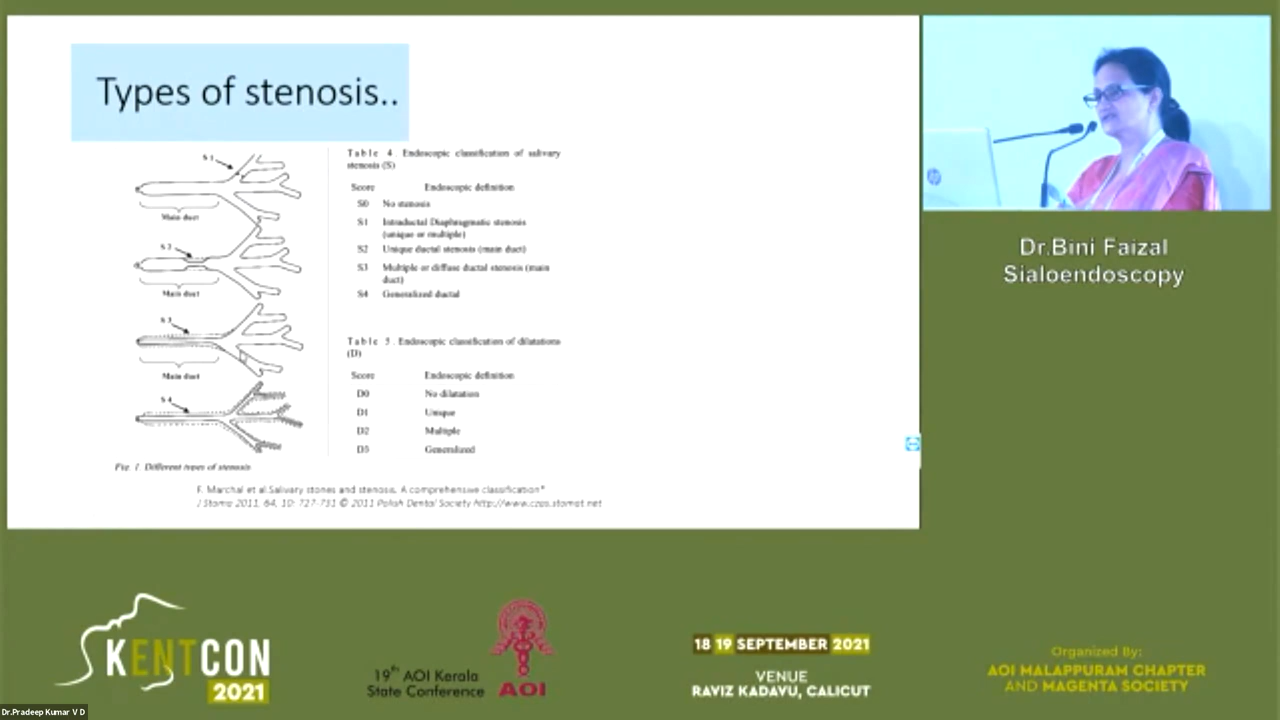 Types of stenosis..
S 1
Main duct
S 2
Main duct
S 3
Main duct
S 4
Fig. 1. Different types of stenosis
Table 4. Endoscopic classification of salivary
stenosis (S)
Score Endoscopic definition
S0 No stenosis
S1 Intraductal Diaphragmatic stenosis
(unique or multiple)
S2 Unique ductal stenosis (main duct)
S3 Multiple or diffuse ductal stenosis (main
duct)
S4 Generalized ductal
Table 5. Endoscopic classification of dilatations
(D)
Score Endoscopic definition
D0 No dilatation
D1 Unique
D2 Multiple
D3 Generalized
F. Marchal et al.Salivary stones and stenosis. A comprehensive classification*
J Stoma 2011, 64, 10: 727-731 © 2011 Polish Dental Society http://www.czas.stomat.net
hp
Dr.Bini Faizal
Sialoendoscopy
KENTCON
2021
19th AOI Kerala
State Conference
AOI
18 19 SEPTEMBER 2021
VENUE
RAVIZ KADAVU, CALICUT
Organized By:
AOI MALAPPURAM CHAPTER
AND MAGENTA SOCIETY
Dr.Pradeep Kumar V D